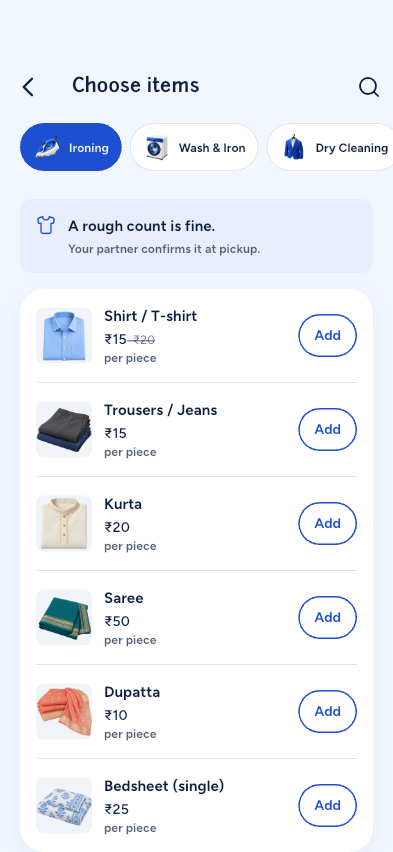 Choose items
Ironing
Wash & Iron
Dry Cleaning
A rough count is fine.
Your partner confirms it at pickup.
Shirt / T-shirt
₹15 ₹20
per piece
Add
Trousers / Jeans
₹15
per piece
Add
Kurta
₹20
per piece
Add
Saree
₹50
per piece
Add
Dupatta
₹10
per piece
Add
Bedsheet (single)
₹25
per piece
Add